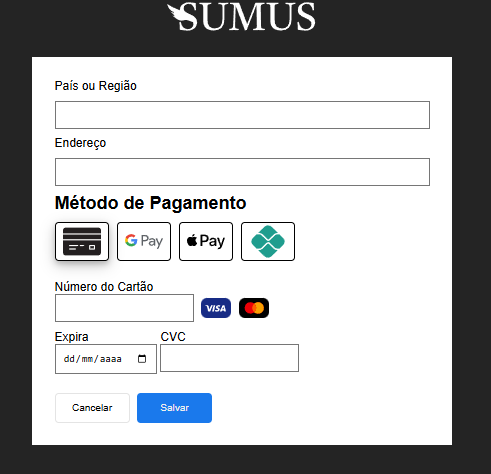 SUMUS
País ou Região
Endereço
Método de Pagamento
G Pay Pay
Número do Cartão
VISA
Expira CVC
dd/mm/aaaa
Cancelar Salvar